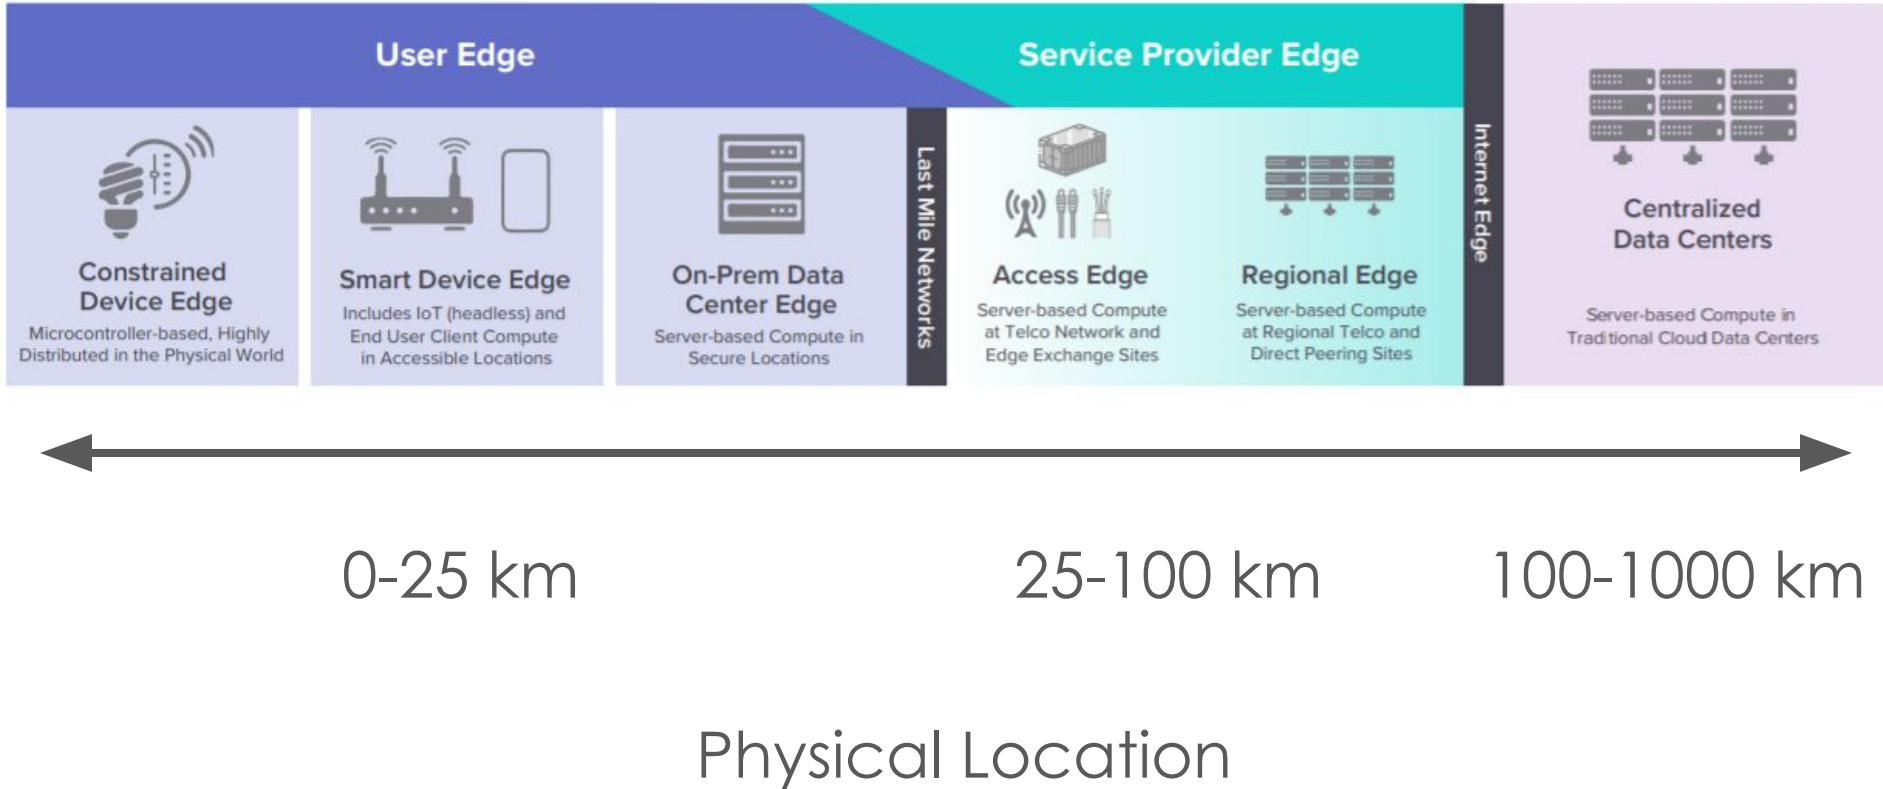 User Edge
Service Provider Edge
Constrained
Device Edge
Microcontroller-based, Highly
Distributed in the Physical World
Smart Device Edge
Includes IoT (headless) and
End User Client Compute
in Accessible Locations
On-Prem Data
Center Edge
Server-based Compute in
Secure Locations
Last Mile Networks
Access Edge
Server-based Compute
at Telco Network and
Edge Exchange Sites
Regional Edge
Server-based Compute
at Regional Telco and
Direct Peering Sites
Internet Edge
Centralized
Data Centers
Server-based Compute in
Traditional Cloud Data Centers
0-25 km
25-100 km
100-1000 km
Physical Location